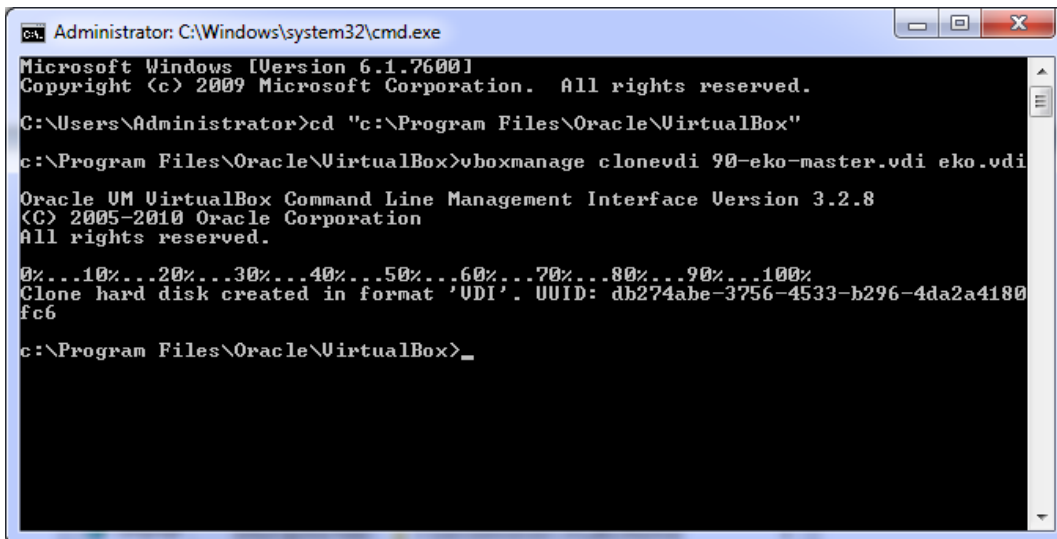 Administrator: C:\Windows\system32\cmd.exe
Microsoft Windows [Version 6.1.7600]
Copyright (c) 2009 Microsoft Corporation.  All rights reserved.
C:\Users\Administrator>cd "c:\Program Files\Oracle\VirtualBox"
c:\Program Files\Oracle\VirtualBox>vboxmanage clonevdi 90-eko-master.vdi eko.vdi
Oracle VM VirtualBox Command Line Management Interface Version 3.2.8
(C) 2005-2010 Oracle Corporation
All rights reserved.
0%...10%...20%...30%...40%...50%...60%...70%...80%...90%...100%
Clone hard disk created in format 'VDI'. UUID: db274abe-3756-4533-b296-4da2a4180
fc6
c:\Program Files\Oracle\VirtualBox>_